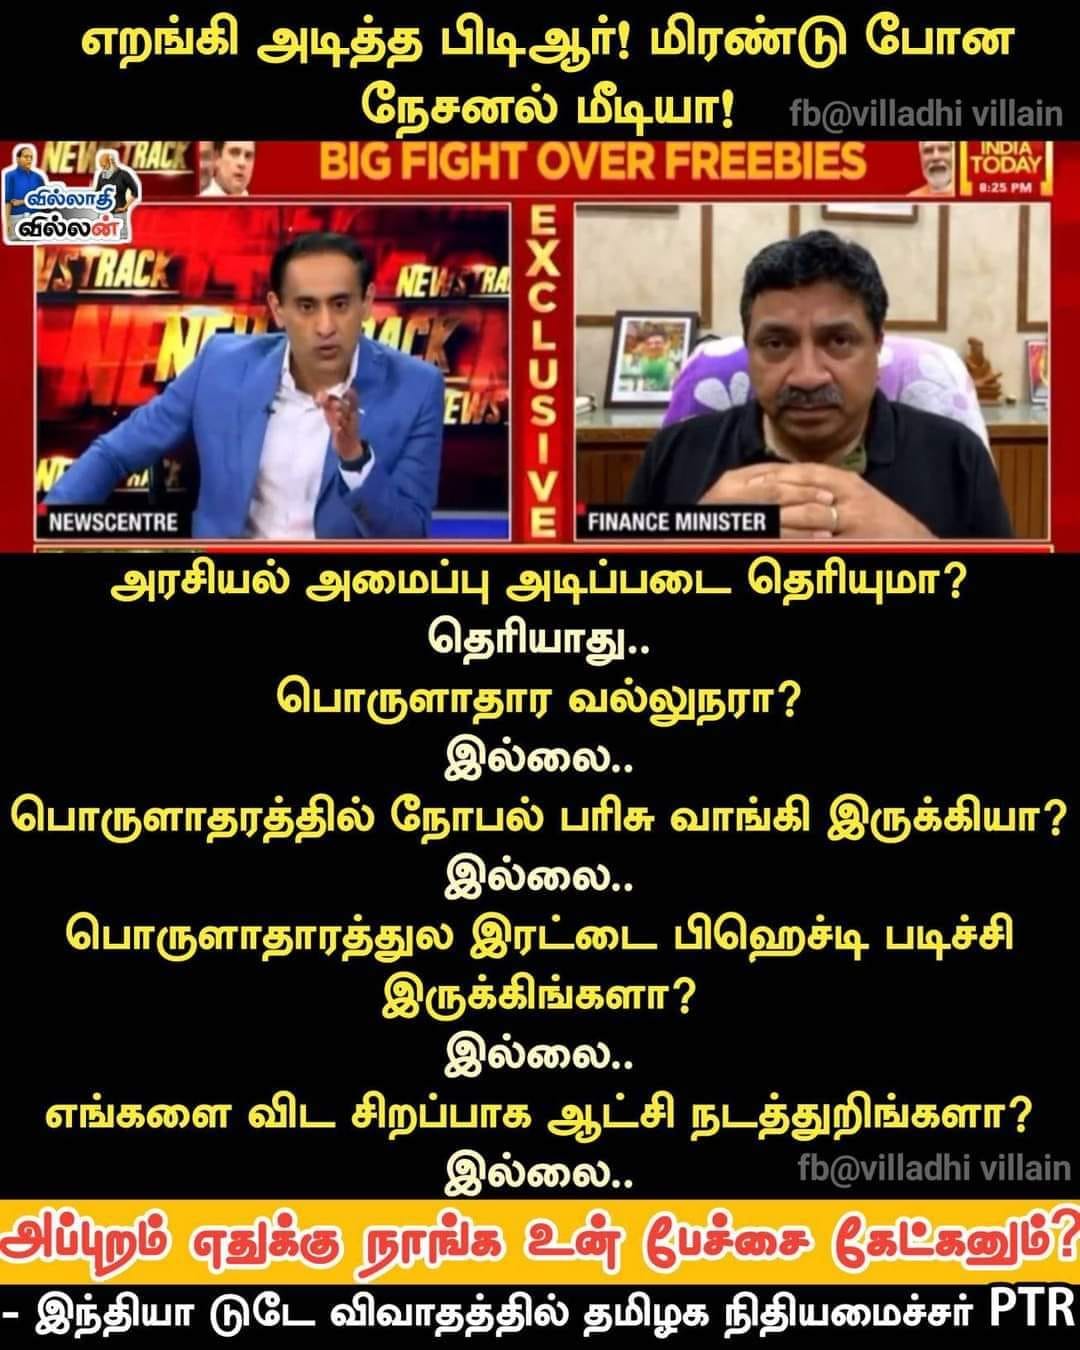 எறங்கி அடித்த பிடிஆர்! மிரண்டு போன
நேசனல் மீடியா!
fb@villadhi villain
NEWSTRACK
BIG FIGHT OVER FREEBIES
INDIA
TODAY
8:25 PM
வில்லாதி
வில்லன்
EXCLUSIVE
NEWSCENTRE
FINANCE MINISTER
அரசியல் அமைப்பு அடிப்படை தெரியுமா?
தெரியாது..
பொருளாதார வல்லுநரா?
இல்லை..
பொருளாதரத்தில் நோபல் பரிசு வாங்கி இருக்கியா?
இல்லை..
பொருளாதாரத்துல இரட்டை பிஹெச்டி படிச்சி
இருக்கிங்களா?
இல்லை..
எங்களை விட சிறப்பாக ஆட்சி நடத்துறிங்களா?
இல்லை..
fb@villadhi villain
அப்புறம் எதுக்கு நாங்க உன் பேச்சை கேட்கனும்?
- இந்தியா டுடே விவாதத்தில் தமிழக நிதியமைச்சர் PTR